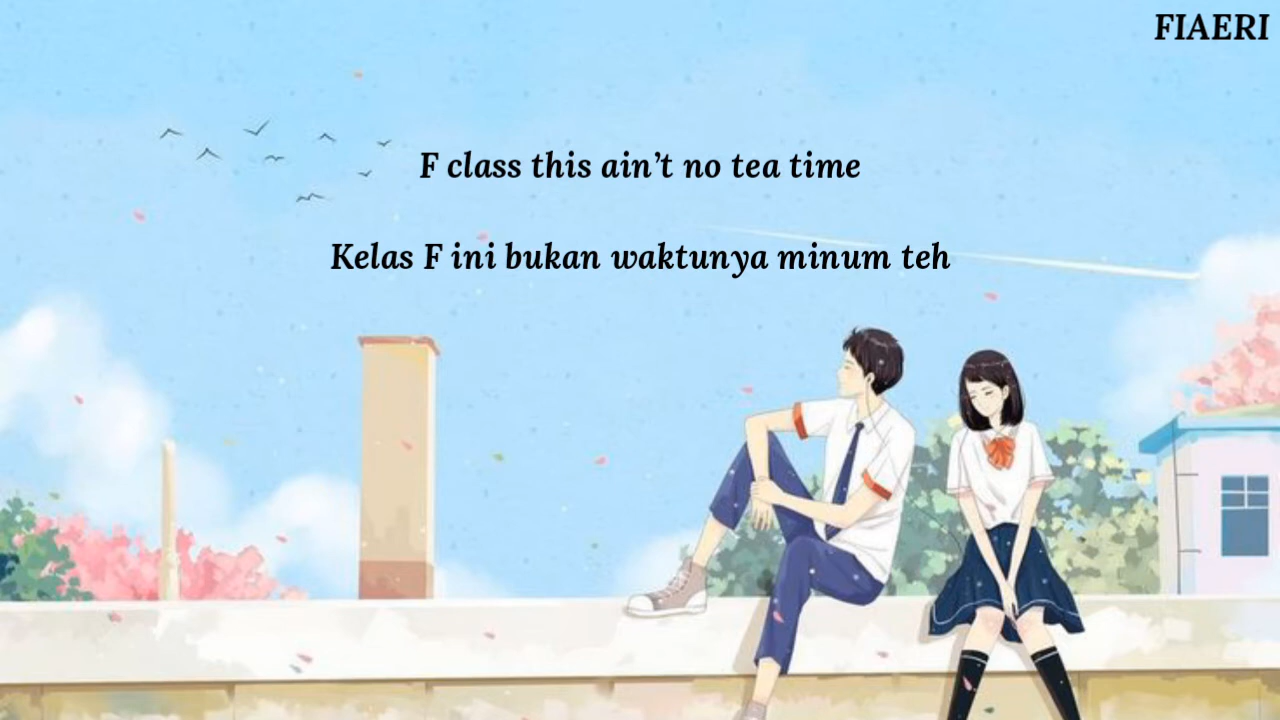 FIAERI
F class this ain’t no tea time
Kelas F ini bukan waktunya minum teh